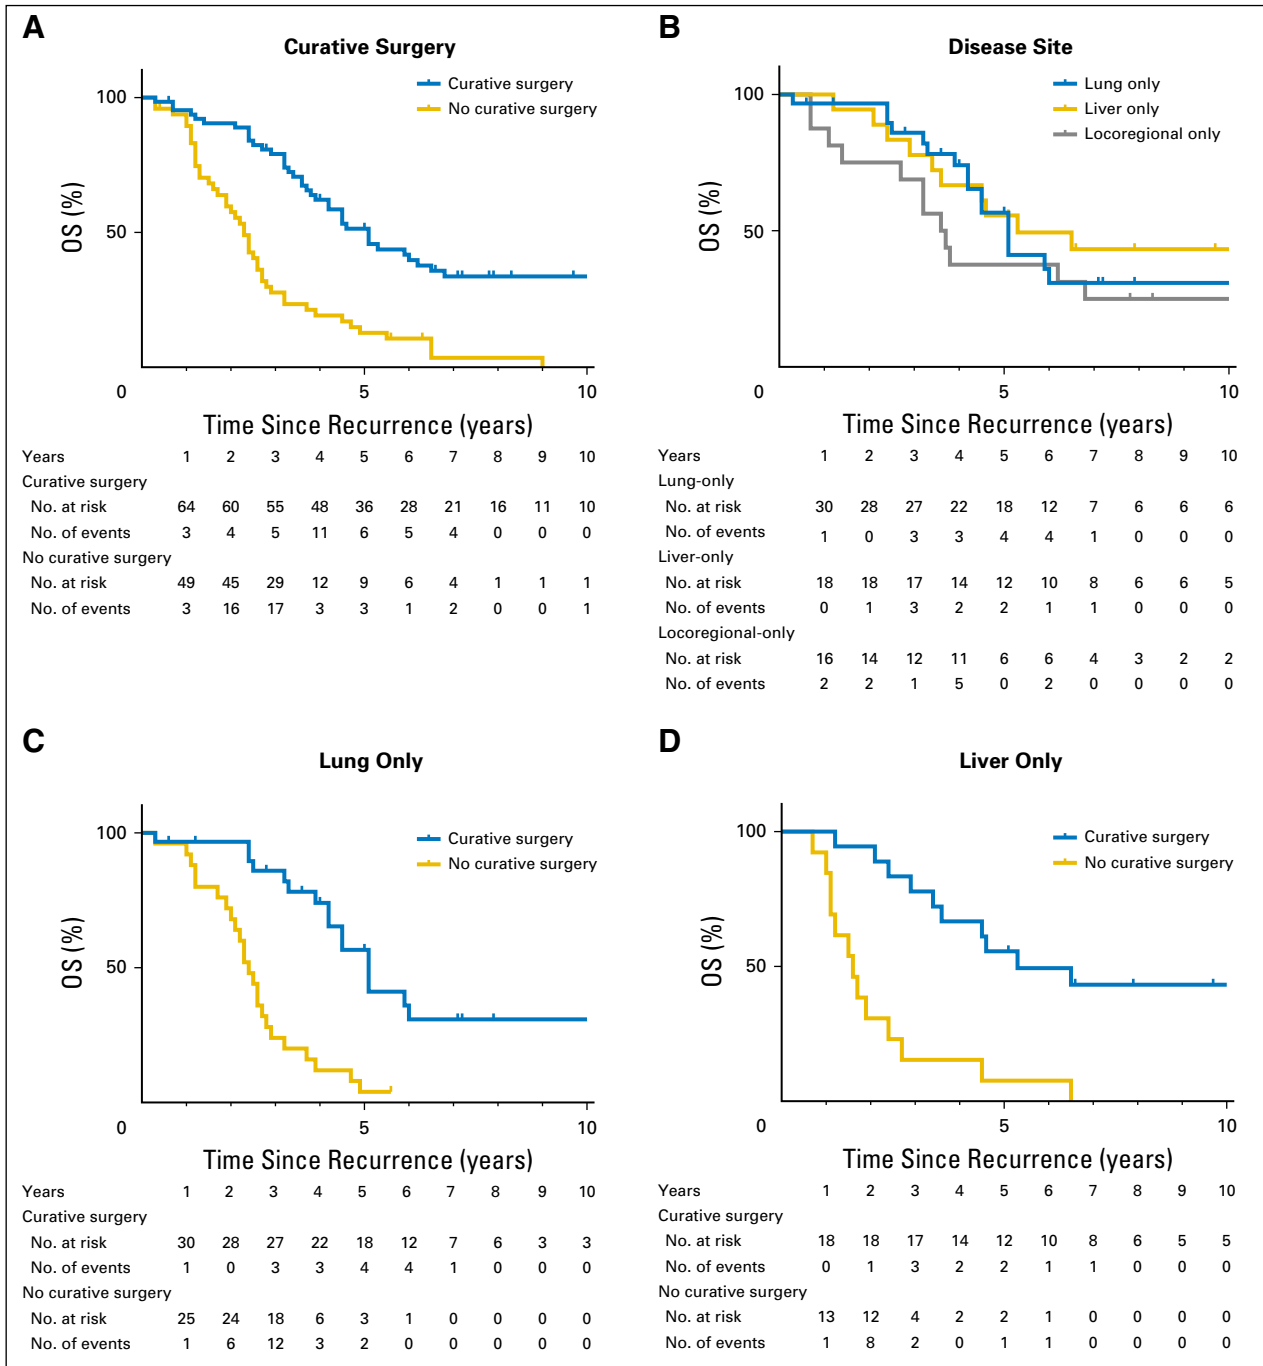 A
Curative Surgery
Curative surgery
No curative surgery
OS (%)
100
50
0
5
10
Time Since Recurrence (years)
Years 1 2 3 4 5 6 7 8 9 10
Curative surgery
No. at risk 64 60 55 48 36 28 21 16 11 10
No. of events 3 4 5 11 6 5 4 0 0 0
No curative surgery
No. at risk 49 45 29 12 9 6 4 1 1 1
No. of events 3 16 17 3 3 1 2 0 0 1
B
Disease Site
Lung only
Liver only
Locoregional only
OS (%)
100
50
0
5
10
Time Since Recurrence (years)
Years 1 2 3 4 5 6 7 8 9 10
Lung-only
No. at risk 30 28 27 22 18 12 7 6 6 6
No. of events 1 0 3 3 4 4 1 0 0 0
Liver-only
No. at risk 18 18 17 14 12 10 8 6 6 5
No. of events 0 1 3 2 2 1 1 0 0 0
Locoregional-only
No. at risk 16 14 12 11 6 6 4 3 2 2
No. of events 2 2 1 5 0 2 0 0 0 0
C
Lung Only
Curative surgery
No curative surgery
OS (%)
100
50
0
5
10
Time Since Recurrence (years)
Years 1 2 3 4 5 6 7 8 9 10
Curative surgery
No. at risk 30 28 27 22 18 12 7 6 3 3
No. of events 1 0 3 3 4 4 1 0 0 0
No curative surgery
No. at risk 25 24 18 6 3 1 0 0 0 0
No. of events 1 6 12 3 2 0 0 0 0 0
D
Liver Only
Curative surgery
No curative surgery
OS (%)
100
50
0
5
10
Time Since Recurrence (years)
Years 1 2 3 4 5 6 7 8 9 10
Curative surgery
No. at risk 18 18 17 14 12 10 8 6 5 5
No. of events 0 1 3 2 2 1 1 0 0 0
No curative surgery
No. at risk 13 12 4 2 2 1 0 0 0 0
No. of events 1 8 2 0 1 1 0 0 0 0